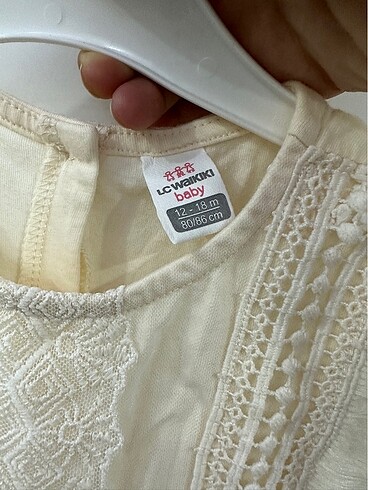 LC WAIKIKI
baby
12 - 18 m
80/86 cm